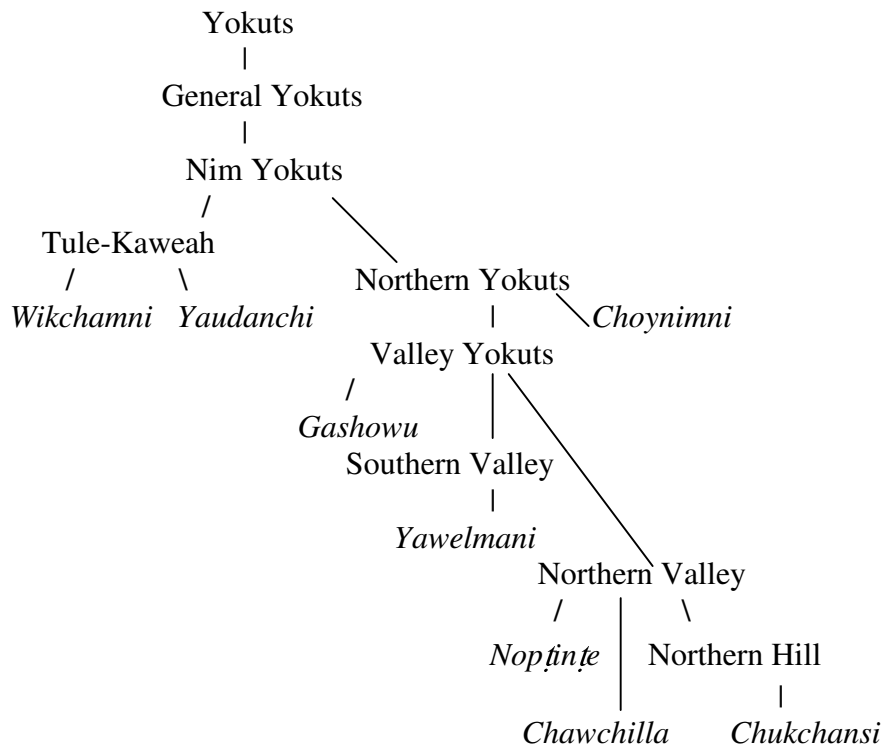 Yokuts
General Yokuts
Nim Yokuts
Tule-Kaweah
Northern Yokuts
Wikchamni Yaudanchi
Choynimni
Valley Yokuts
Gashowu
Southern Valley
Yawelmani
Northern Valley
Nopṭinṭe Northern Hill
Chawchilla Chukchansi